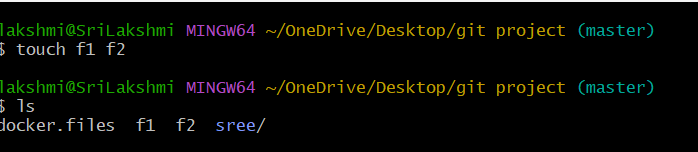 lakshmi@SriLakshmi MINGW64 ~/OneDrive/Desktop/git project (master)
$ touch f1 f2
lakshmi@SriLakshmi MINGW64 ~/OneDrive/Desktop/git project (master)
$ ls
docker.files  f1  f2  sree/